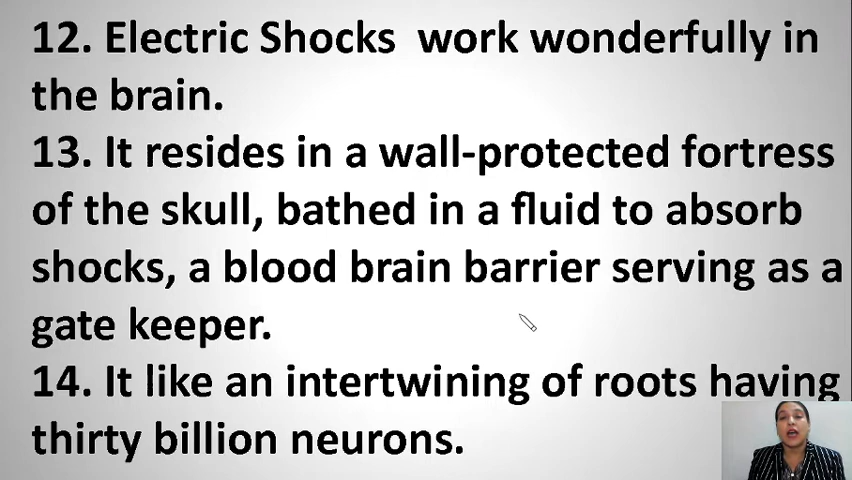 12. Electric Shocks work wonderfully in
the brain.
13. It resides in a wall-protected fortress
of the skull, bathed in a fluid to absorb
shocks, a blood brain barrier serving as a
gate keeper.
14. It like an intertwining of roots having
thirty billion neurons.